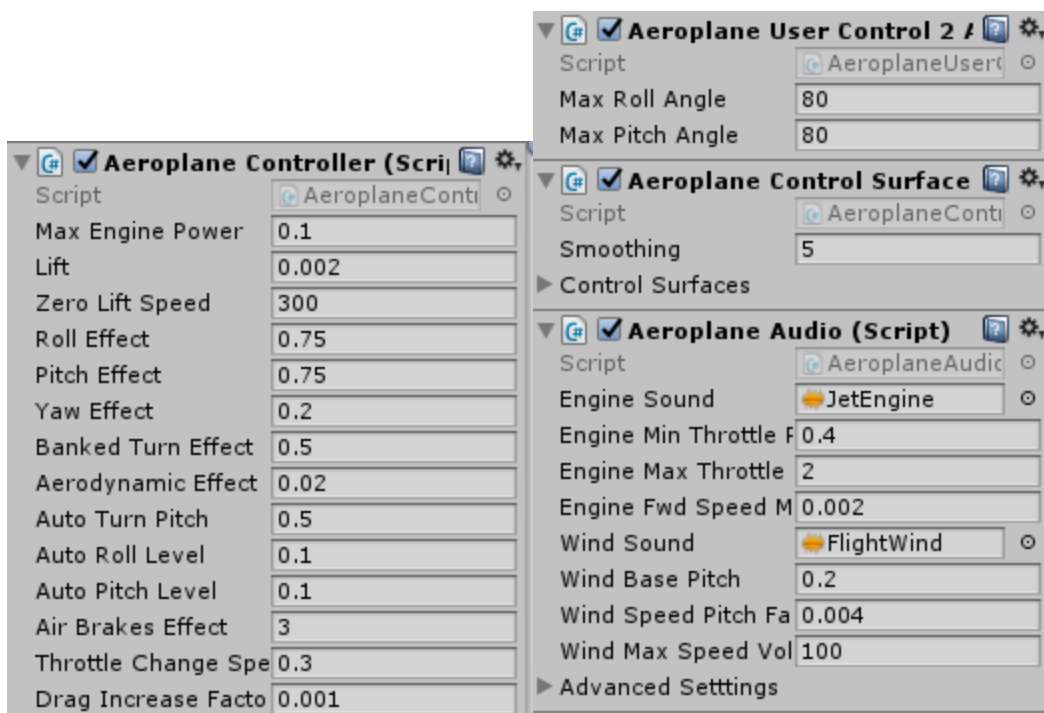 Aeroplane Controller (Scrip
Script AeroplaneContr
Max Engine Power 0.1
Lift 0.002
Zero Lift Speed 300
Roll Effect 0.75
Pitch Effect 0.75
Yaw Effect 0.2
Banked Turn Effect 0.5
Aerodynamic Effect 0.02
Auto Turn Pitch 0.5
Auto Roll Level 0.1
Auto Pitch Level 0.1
Air Brakes Effect 3
Throttle Change Spe 0.3
Drag Increase Facto 0.001
Aeroplane User Control 2 A
Script AeroplaneUserC
Max Roll Angle 80
Max Pitch Angle 80
Aeroplane Control Surface
Script AeroplaneContr
Smoothing 5
Control Surfaces
Aeroplane Audio (Script)
Script AeroplaneAudio
Engine Sound JetEngine
Engine Min Throttle P 0.4
Engine Max Throttle 2
Engine Fwd Speed M 0.002
Wind Sound FlightWind
Wind Base Pitch 0.2
Wind Speed Pitch Fa 0.004
Wind Max Speed Vol 100
Advanced Setttings